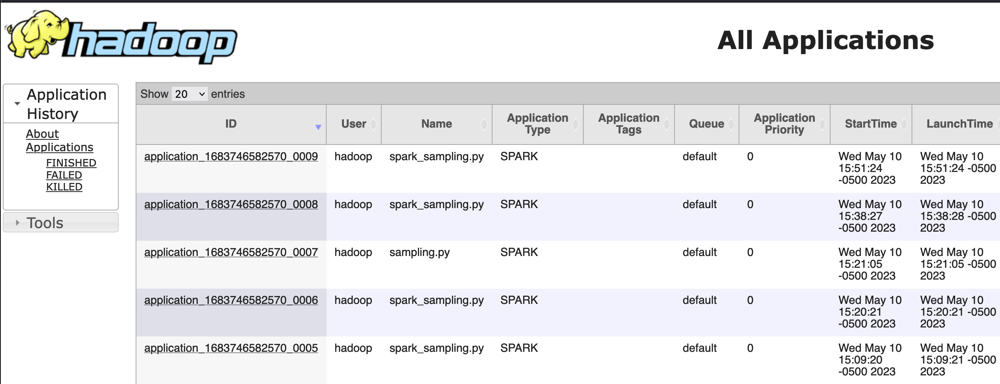 hadoop
All Applications
Application
History
About
Applications
FINISHED
FAILED
KILLED
Tools
Show 20 entries
ID User Name Application Type Application Tags Queue Application Priority StartTime LaunchTime
application_1683746582570_0009 hadoop spark_sampling.py SPARK default 0 Wed May 10 Wed May 10
15:51:24 15:51:24 -0500
-0500 2023 2023
application_1683746582570_0008 hadoop spark_sampling.py SPARK default 0 Wed May 10 Wed May 10
15:38:27 15:38:28 -0500
-0500 2023 2023
application_1683746582570_0007 hadoop sampling.py SPARK default 0 Wed May 10 Wed May 10
15:21:05 15:21:05 -0500
-0500 2023 2023
application_1683746582570_0006 hadoop spark_sampling.py SPARK default 0 Wed May 10 Wed May 10
15:20:21 15:20:21 -0500
-0500 2023 2023
application_1683746582570_0005 hadoop spark_sampling.py SPARK default 0 Wed May 10 Wed May 10
15:09:20 15:09:21 -0500
-0500 2023 2023